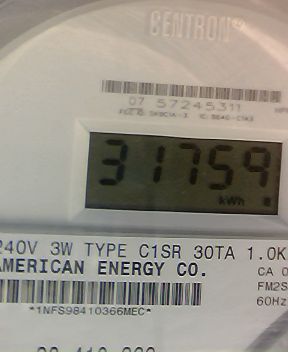 CENTRON®
07 57245311
31759
kWh
240V 3W TYPE C1SR 30TA 1.0K
AMERICAN ENERGY CO.
CA 0
FM2S
60Hz
*1NFS98410366MEC*